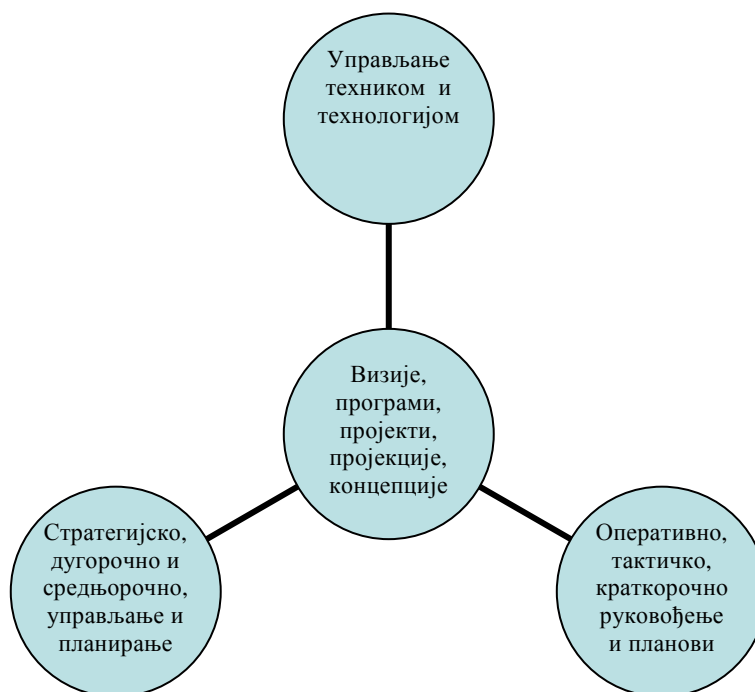 Управљање
техником и
технологијом
Визије,
програми,
пројекти,
пројекције,
концепције
Стратегијско,
дугорочно и
средњорочно,
управљање и
планирање
Оперативно,
тактичко,
краткорочно
руковођење
и планови